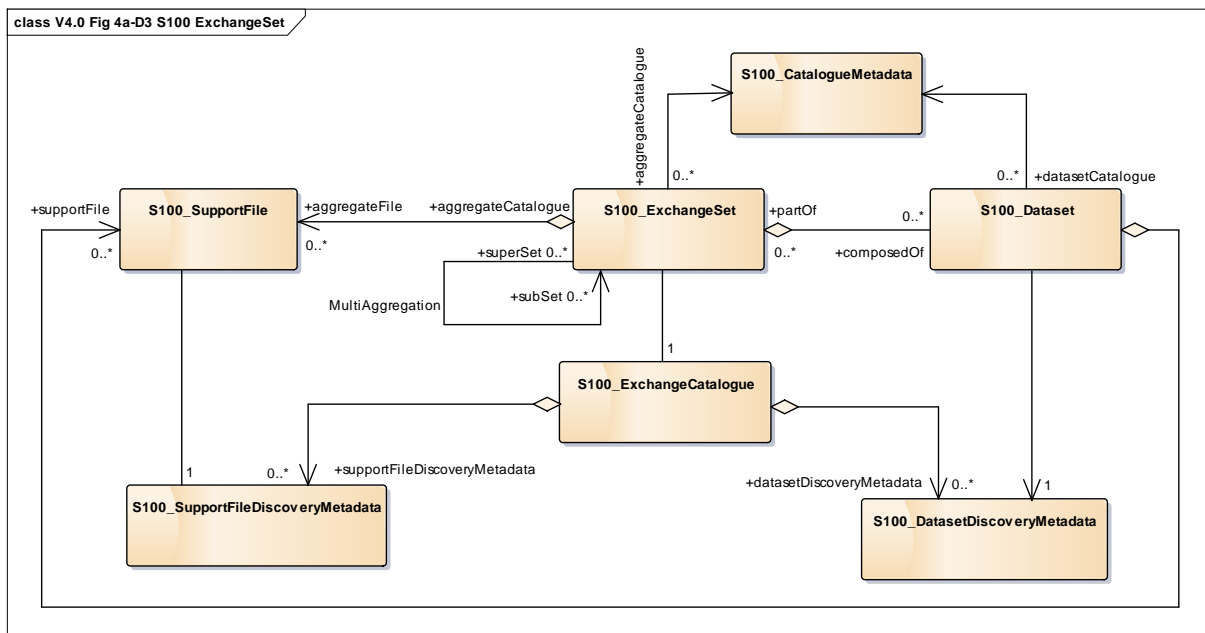 class V4.0 Fig 4a-D3 S100 ExchangeSet
S100_CatalogueMetadata
+aggregateCatalogue
0..*
0..*
+datasetCatalogue
+supportFile
0..*
S100_SupportFile
+aggregateFile
0..*
+aggregateCatalogue
S100_ExchangeSet
+partOf
0..*
0..*
+composedOf
S100_Dataset
+superSet 0..*
+subSet 0..*
MultiAggregation
1
S100_ExchangeCatalogue
1
0..*
+supportFileDiscoveryMetadata
+datasetDiscoveryMetadata
0..*
1
S100_SupportFileDiscoveryMetadata
S100_DatasetDiscoveryMetadata